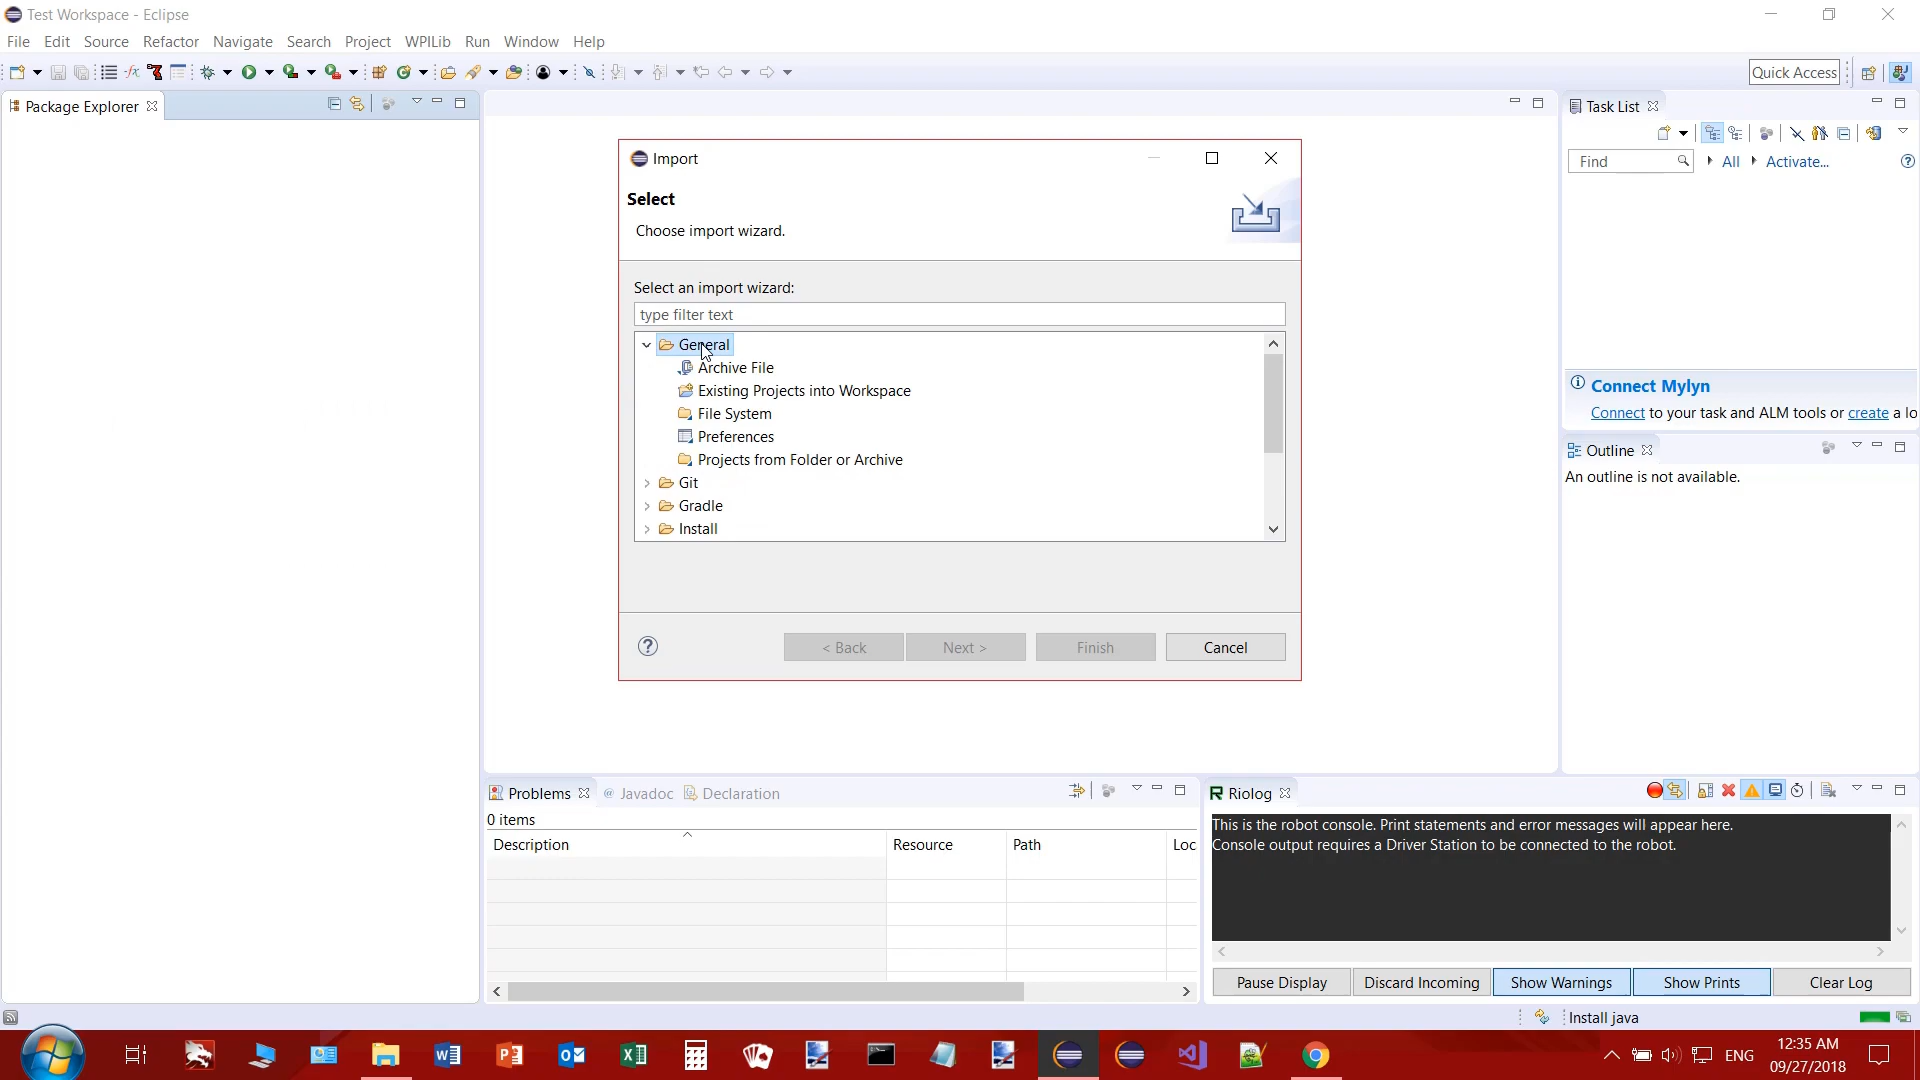 Test Workspace - Eclipse
File Edit Source Refactor Navigate Search Project WPILib Run Window Help
Quick Access
Package Explorer
Task List
Find
All
Activate...
Import
Select
Choose import wizard.
Select an import wizard:
type filter text
General
Archive File
Existing Projects into Workspace
File System
Preferences
Projects from Folder or Archive
Git
Gradle
Install
< Back
Next >
Finish
Cancel
Connect Mylyn
Connect to your task and ALM tools or create a lo
Outline
An outline is not available.
Problems
@ Javadoc
Declaration
0 items
Description
Resource
Path
Loc
Riolog
This is the robot console. Print statements and error messages will appear here.
Console output requires a Driver Station to be connected to the robot.
Pause Display
Discard Incoming
Show Warnings
Show Prints
Clear Log
Install java
ENG
12:35 AM
09/27/2018